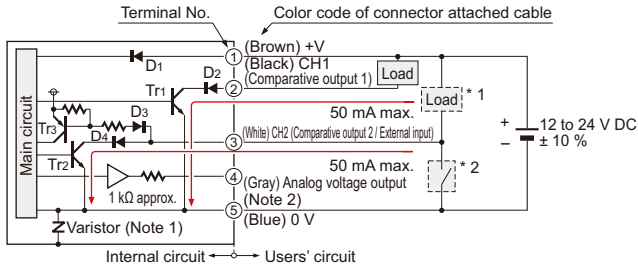 Terminal No.
Color code of connector attached cable
Main circuit
D1
1
(Brown) +V
(Black) CH1
(Comparative output 1)
D2
2
Tr1
Load
Load
* 1
50 mA max.
D3
Tr3
D4
3
(White) CH2 (Comparative output 2 / External input)
Tr2
50 mA max.
* 2
+
−
12 to 24 V DC
± 10 %
4
(Gray) Analog voltage output
1 kΩ approx.
(Note 2)
5
(Blue) 0 V
Varistor (Note 1)
Internal circuit
Users' circuit